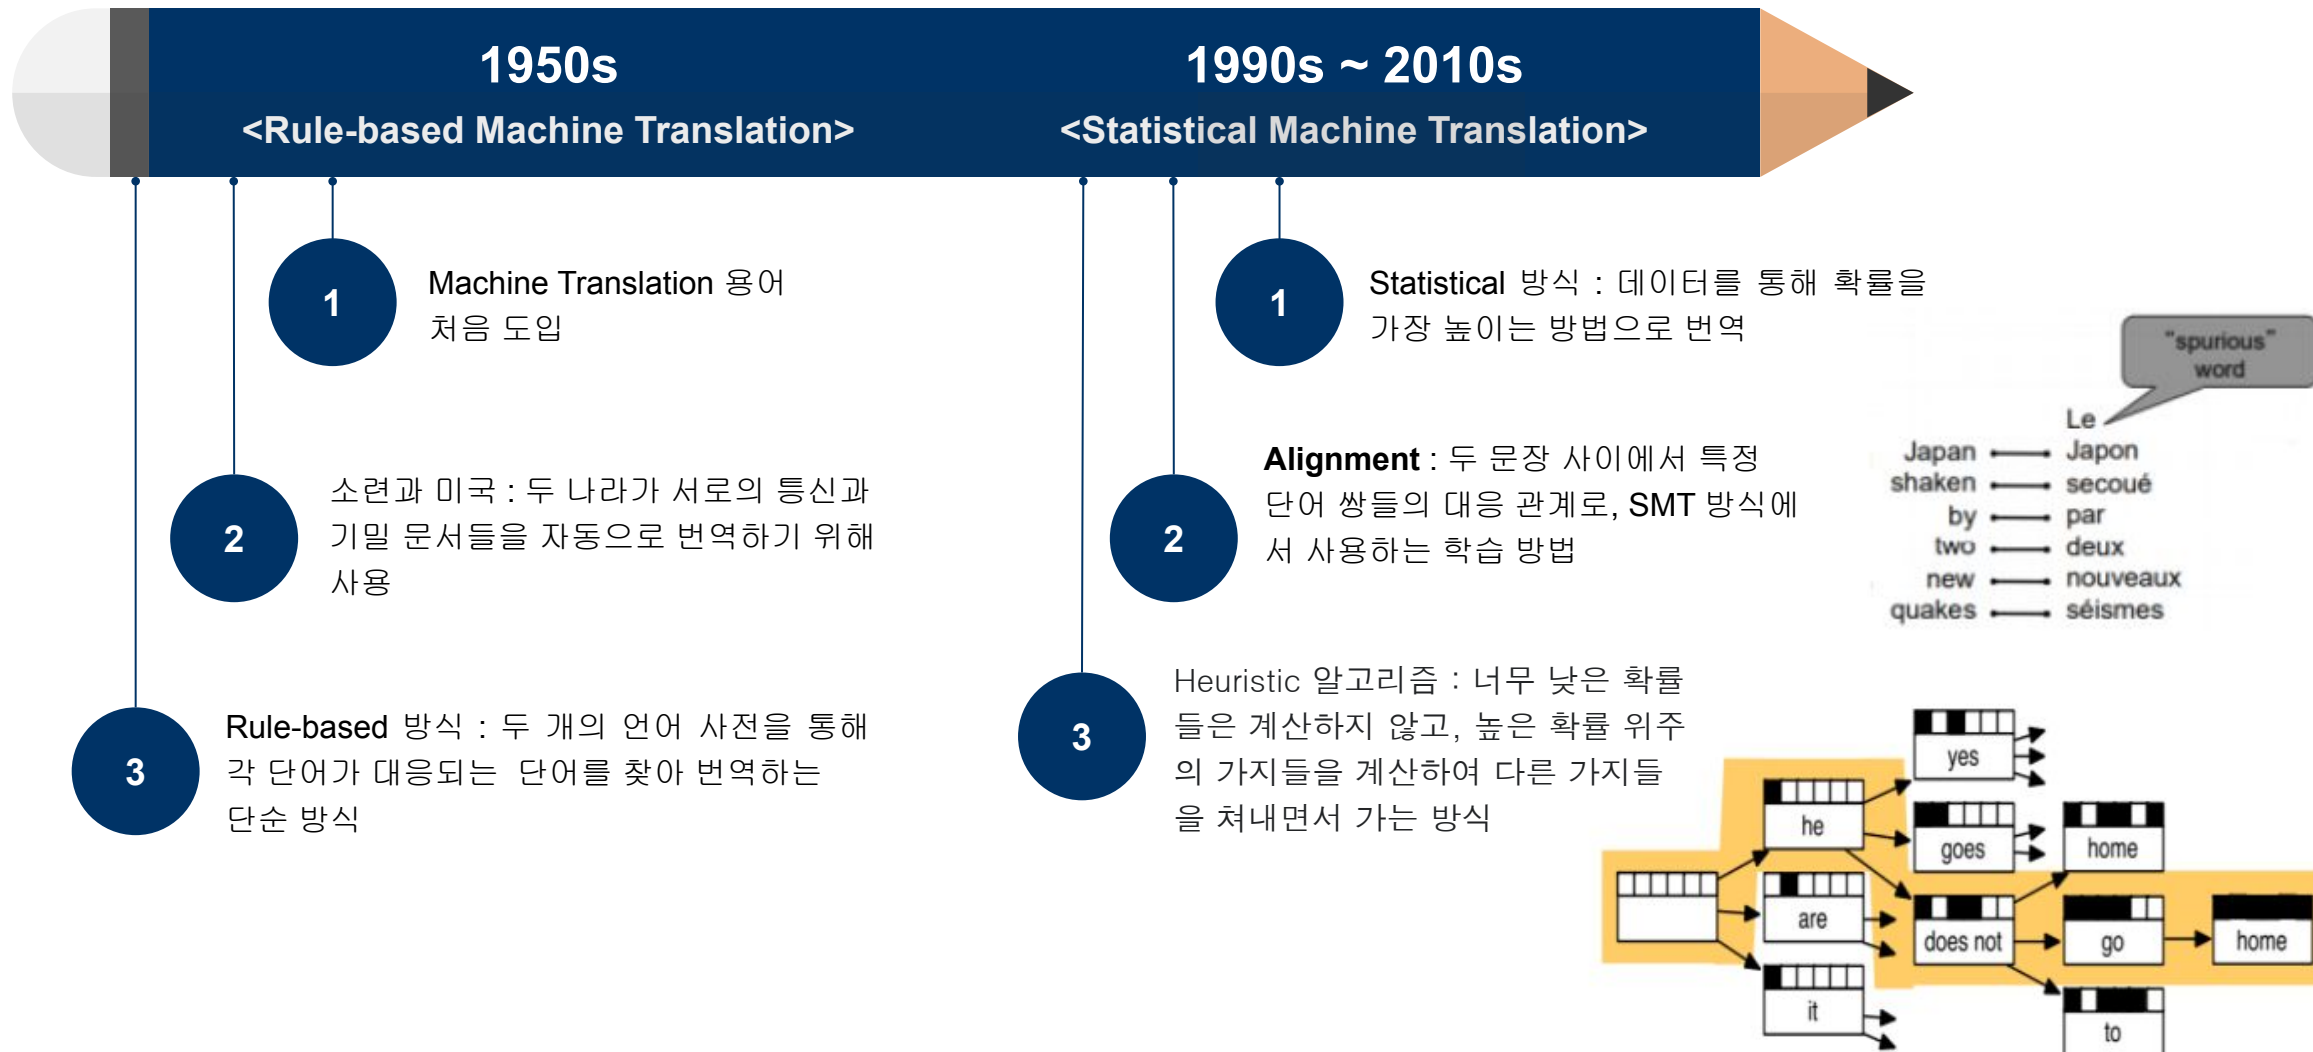 1950s
<Rule-based Machine Translation>
1
Machine Translation 용어
처음 도입
2
소련과 미국 : 두 나라가 서로의 틍신과
기밀 문서들을 자동으로 번역하기 위해
사용
3
Rule-based 방식 : 두 개의 언어 사전을 통해
각 단어가 대응되는 단어를 찾아 번역하는
단순 방식
1990s ~ 2010s
<Statistical Machine Translation>
1
Statistical 방식 : 데이터를 통해 확률을
가장 높이는 방법으로 번역
2
Alignment : 두 문장 사이에서 특정
단어 쌍들의 대응 관계로, SMT 방식에
서 사용하는 학습 방법
3
Heuristic 알고리즘 : 너무 낮은 확률
들은 계산하지 않고, 높은 확률 위주
의 가지들을 계산하여 다른 가지들
을 쳐내면서 가는 방식
"spurious"
word
Le
Japan Japon
shaken secoué
by par
two deux
new nouveaux
quakes séismes
yes
he
goes
home
are
does not
go
home
it
to